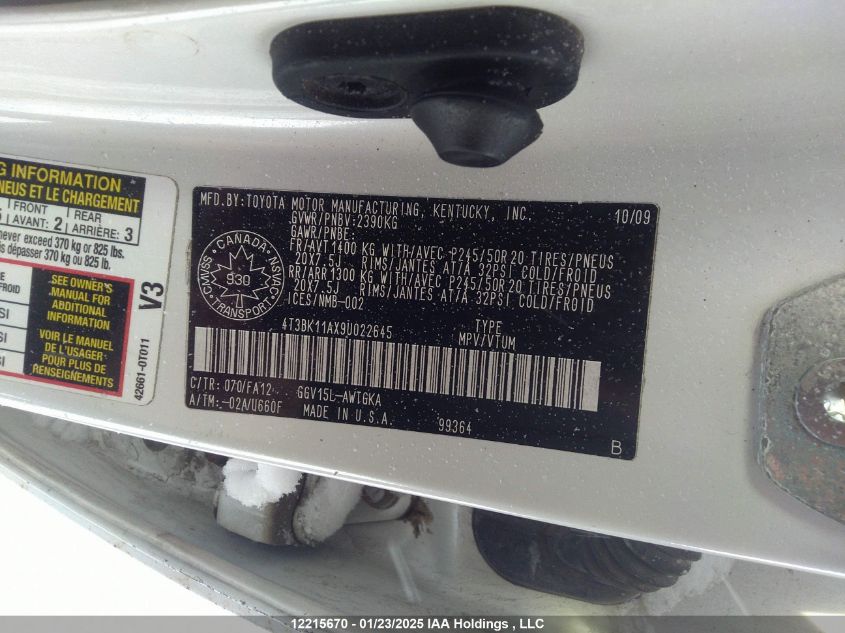 G INFORMATION
PNEUS ET LE CHARGEMENT
FRONT
AVANT: 2
REAR
ARRIÈRE: 3
never exceed 370 kg or 825 lbs.
dépasser 370 kg ou 825 lb.
SEE OWNER'S
MANUAL FOR
ADDITIONAL
INFORMATION
VOIR LE MANUEL
DE L'USAGER
POUR PLUS DE
RENSEIGNEMENTS
V3
42661-0T011
MFD.BY:TOYOTA MOTOR MANUFACTURING, KENTUCKY, INC. 10/09
GVWR/PNBV:2390KG
GAWR/PNBE:
FR/AVT1400 KG WITH/AVEC P245/50R20 TIRES/PNEUS
20X7.5J RIMS/JANTES AT/A 32PSI COLD/FROID
RR/ARR1300 KG WITH/AVEC P245/50R20 TIRES/PNEUS
20X7.5J RIMS/JANTES AT/A 32PSI COLD/FROID
ICES/NMB-002
CANADA
930
TRANSPORT
CMVSS
NSVAC
4T3BK11AX9U022645 TYPE
MPV/VTUM
C/TR: 070/FA12 GGV15L-AWTGKA
A/TM: -02A/U660F MADE IN U.S.A. 99364
B
12215670 - 01/23/2025 IAA Holdings , LLC